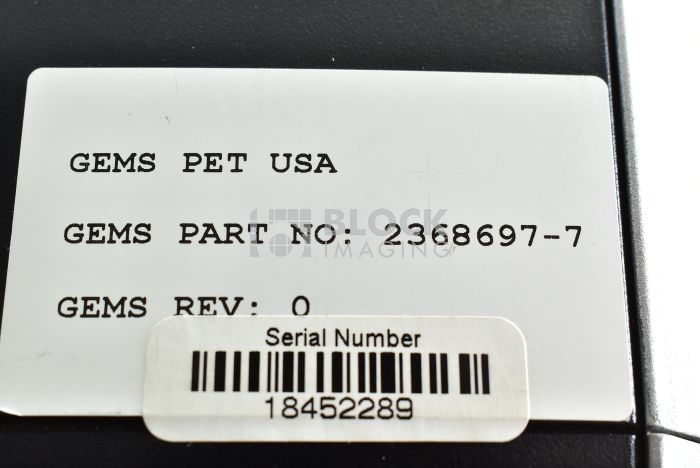 GEMS PET USA
GEMS PART NO: 2368697-7
BLOCK
IMAGING
GEMS REV: 0
Serial Number
18452289